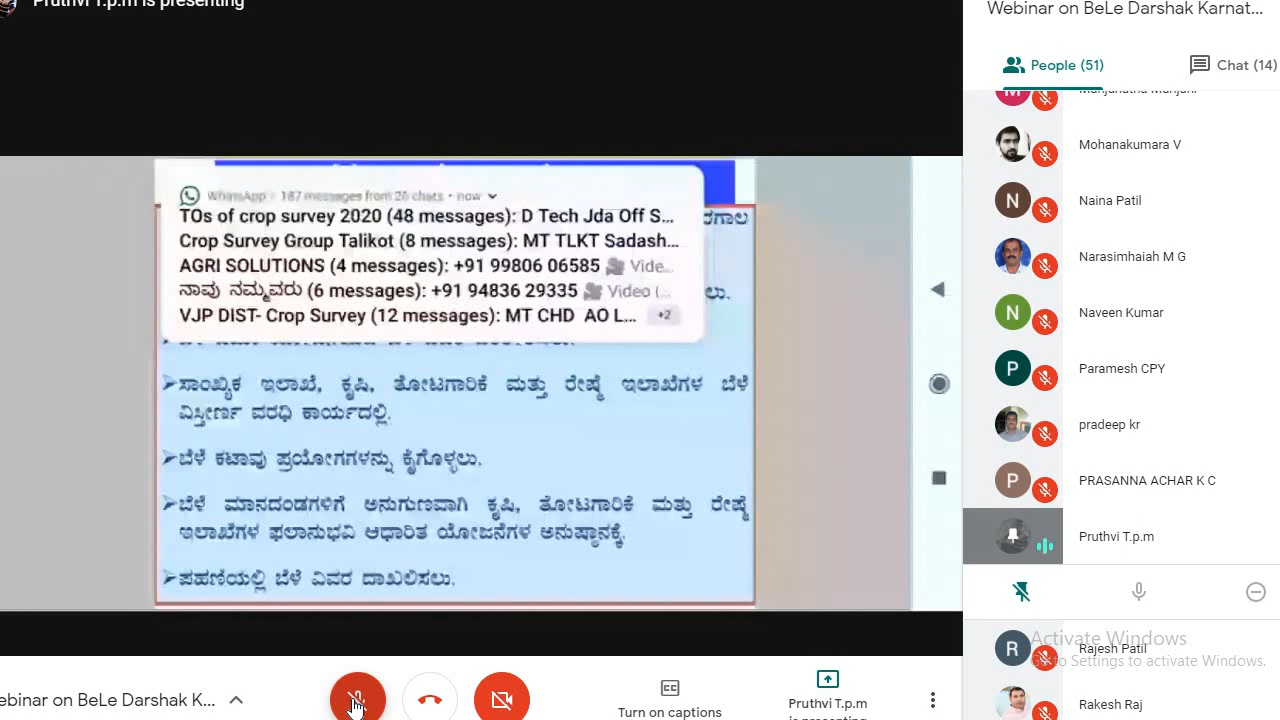 Pruthvi T.p.m is presenting
WhatsApp • 187 messages from 26 chats • now
TOs of crop survey 2020 (48 messages): D Tech Jda Off S...
Crop Survey Group Talikot (8 messages): MT TLKT Sadash...
AGRI SOLUTIONS (4 messages): +91 99806 06585 🎥 Vide...
ನಾವು ನಮ್ಮವರು (6 messages): +91 94836 29335 🎥 Video (...
VJP DIST- Crop Survey (12 messages): MT CHD AO L... +2
➤ಸಾಂಖ್ಯಿಕ ಇಲಾಖೆ, ಕೃಷಿ, ತೋಟಗಾರಿಕೆ ಮತ್ತು ರೇಷ್ಮೆ ಇಲಾಖೆಗಳ ಬೆಳೆ
ವಿಸ್ತೀರ್ಣ ವರಧಿ ಕಾರ್ಯದಲ್ಲಿ.
➤ಬೆಳೆ ಕಟಾವು ಪ್ರಯೋಗಗಳನ್ನು ಕೈಗೊಳ್ಳಲು.
➤ಬೆಳೆ ಮಾನದಂಡಗಳಿಗೆ ಅನುಗುಣವಾಗಿ ಕೃಷಿ, ತೋಟಗಾರಿಕೆ ಮತ್ತು ರೇಷ್ಮೆ
ಇಲಾಖೆಗಳ ಫಲಾನುಭವಿ ಆಧಾರಿತ ಯೋಜನೆಗಳ ಅನುಷ್ಠಾನಕ್ಕೆ.
➤ಪಹಣಿಯಲ್ಲಿ ಬೆಳೆ ವಿವರ ದಾಖಲಿಸಲು.
Webinar on BeLe Darshak Karnat...
People (51)
Chat (14)
M
Mohanakumara V
N Naina Patil
Narasimhaiah M G
N Naveen Kumar
P Paramesh CPY
pradeep kr
P PRASANNA ACHAR K C
Pruthvi T.p.m
Activate Windows
R Rajesh Patil
to Settings to activate Windows.
Rakesh Raj
ebinar on BeLe Darshak K...
Turn on captions
Pruthvi T.p.m
is presenting